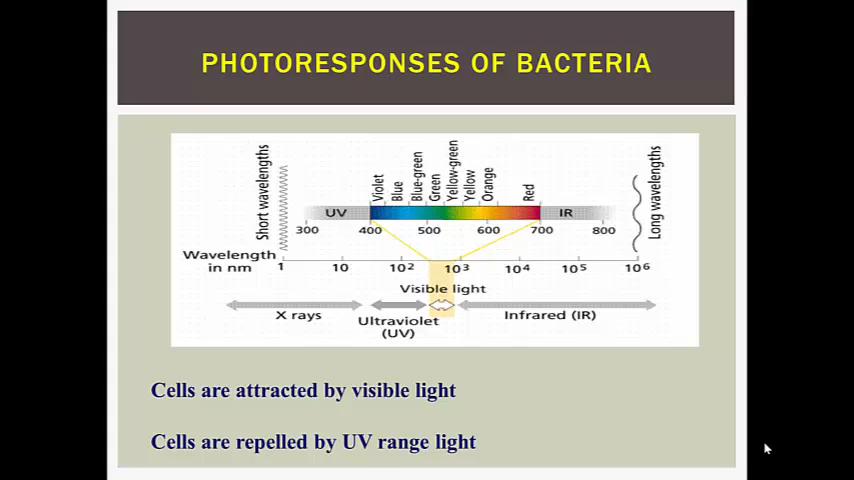 PHOTORESPONSES OF BACTERIA
Short wavelengths
Violet
Blue
Blue-green
Green
Yellow-green
Yellow
Orange
Red
Long wavelengths
UV
IR
300 400 500 600 700 800
Wavelength
in nm
1 10 10² 10³ 10⁴ 10⁵ 10⁶
Visible light
X rays
Ultraviolet
(UV)
Infrared (IR)
Cells are attracted by visible light
Cells are repelled by UV range light